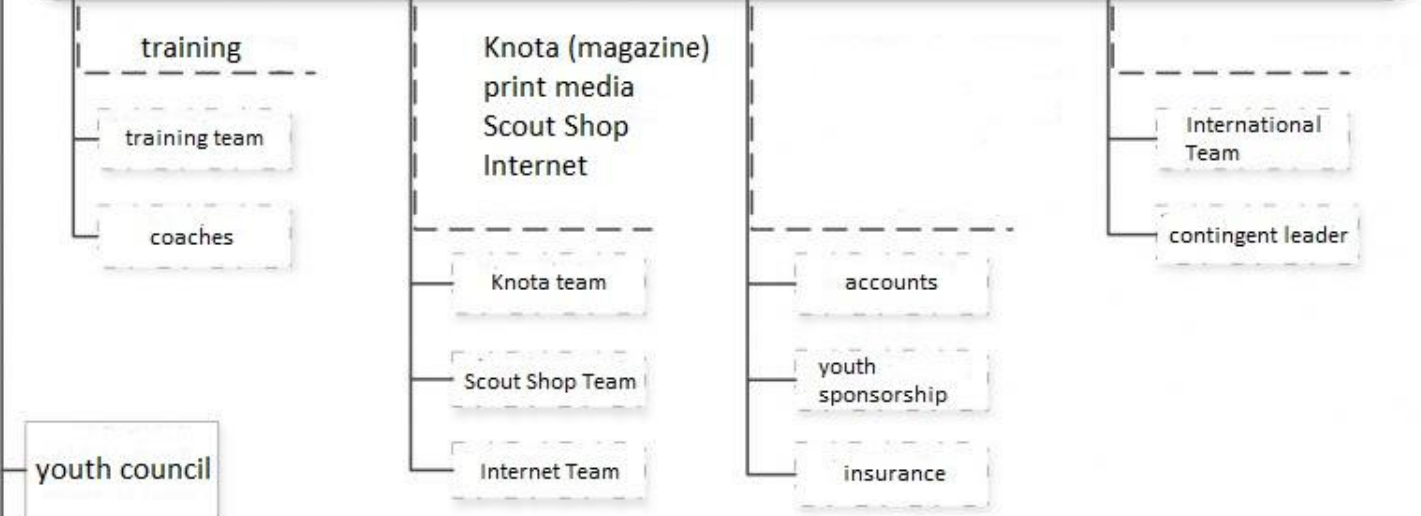 training
training team
coaches
youth council
Knota (magazine)
print media
Scout Shop
Internet
Knota team
Scout Shop Team
Internet Team
accounts
youth
sponsorship
insurance
International
Team
contingent leader